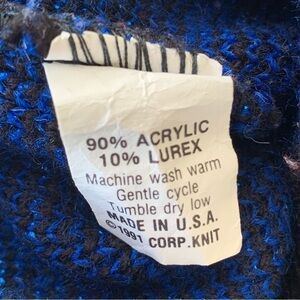 90% ACRYLIC
10% LUREX
Machine wash warm
Gentle cycle
Tumble dry low
MADE IN U.S.A.
©1991 CORP.KNIT